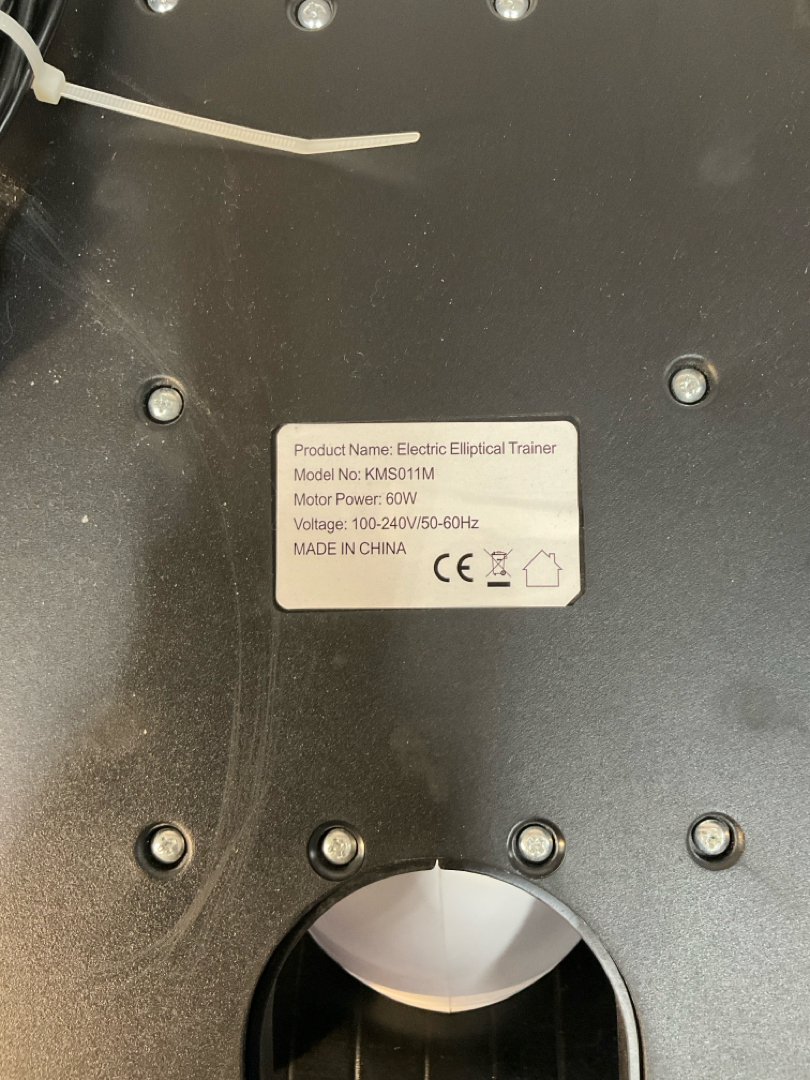 Product Name: Electric Elliptical Trainer
Model No: KMS011M
Motor Power: 60W
Voltage: 100-240V/50-60Hz
MADE IN CHINA
CE